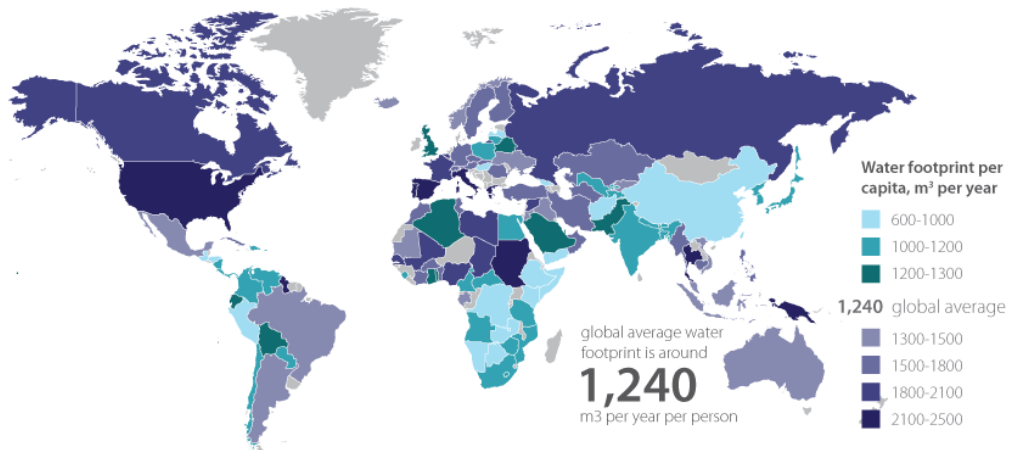 Water footprint per
capita, m³ per year
600-1000
1000-1200
1200-1300
1,240 global average
1300-1500
1500-1800
1800-2100
2100-2500
global average water
footprint is around
1,240
m3 per year per person